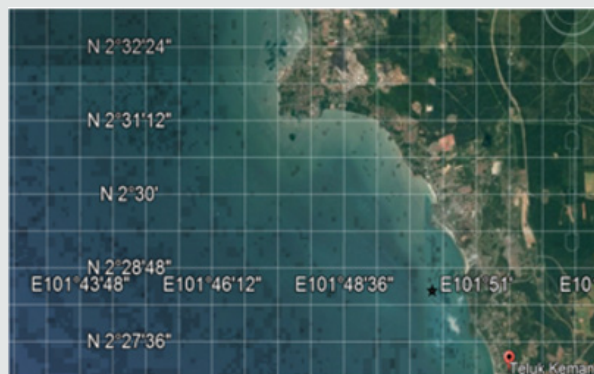 N 2°32'24"
N 2°31'12"
N 2°30'
N 2°28'48"
E101°43'48" E101°46'12" E101°48'36" E101°51' E10
N 2°27'36"
Teluk Keman